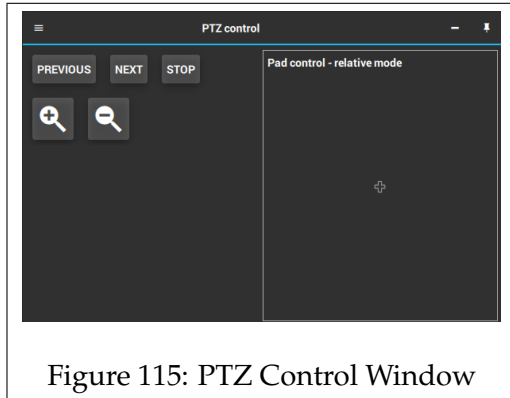 PTZ control
PREVIOUS NEXT STOP
Pad control - relative mode
Figure 115: PTZ Control Window